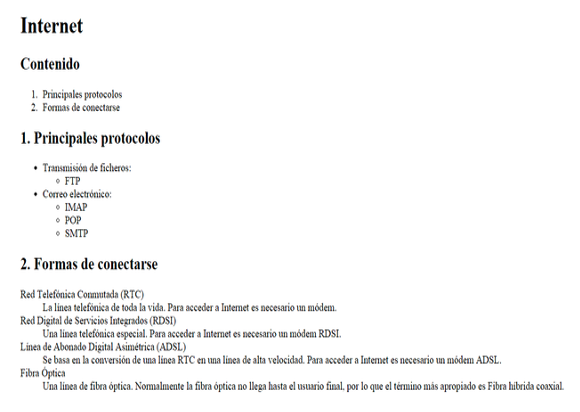 Internet
Contenido
1. Principales protocolos
2. Formas de conectarse
1. Principales protocolos
• Transmisión de ficheros:
◦ FTP
• Correo electrónico:
◦ IMAP
◦ POP
◦ SMTP
2. Formas de conectarse
Red Telefónica Conmutada (RTC)
La línea telefónica de toda la vida. Para acceder a Internet es necesario un módem.
Red Digital de Servicios Integrados (RDSI)
Una línea telefónica especial. Para acceder a Internet es necesario un módem RDSI.
Línea de Abonado Digital Asimétrica (ADSL)
Se basa en la conversión de una línea RTC en una línea de alta velocidad. Para acceder a Internet es necesario un módem ADSL.
Fibra Óptica
Una línea de fibra óptica. Normalmente la fibra óptica no llega hasta el usuario final, por lo que el término más apropiado es Fibra híbrida coaxial.